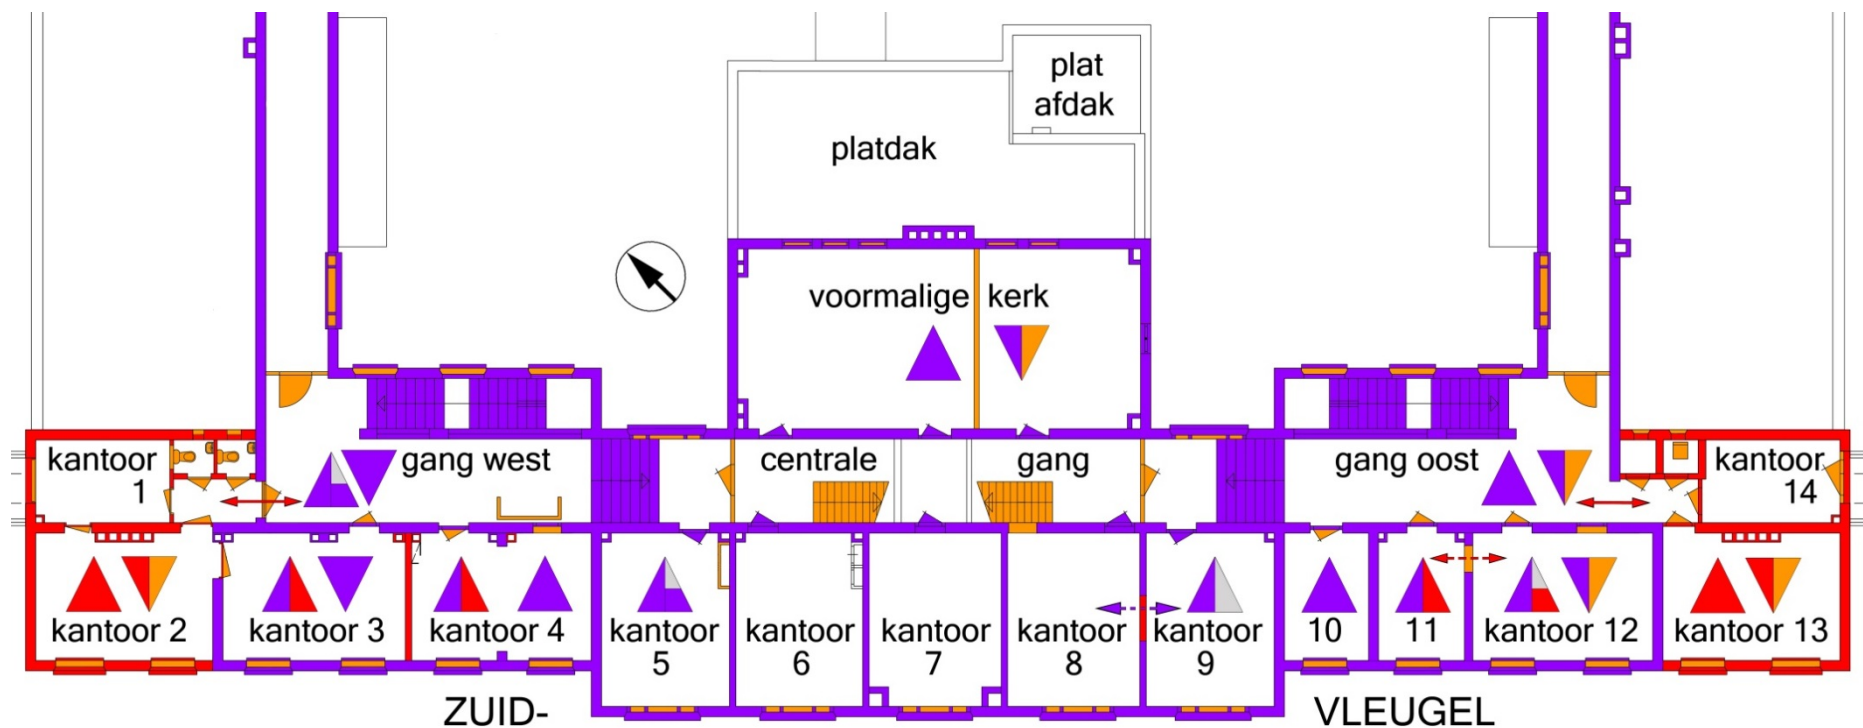 plat
afdak
platdak
voormalige kerk
kantoor
1
gang west
centrale gang
gang oost
kantoor
14
kantoor 2
kantoor 3
kantoor 4
kantoor
5
kantoor
6
kantoor
7
kantoor
8
kantoor
9
10
11
kantoor 12
kantoor 13
ZUID- VLEUGEL